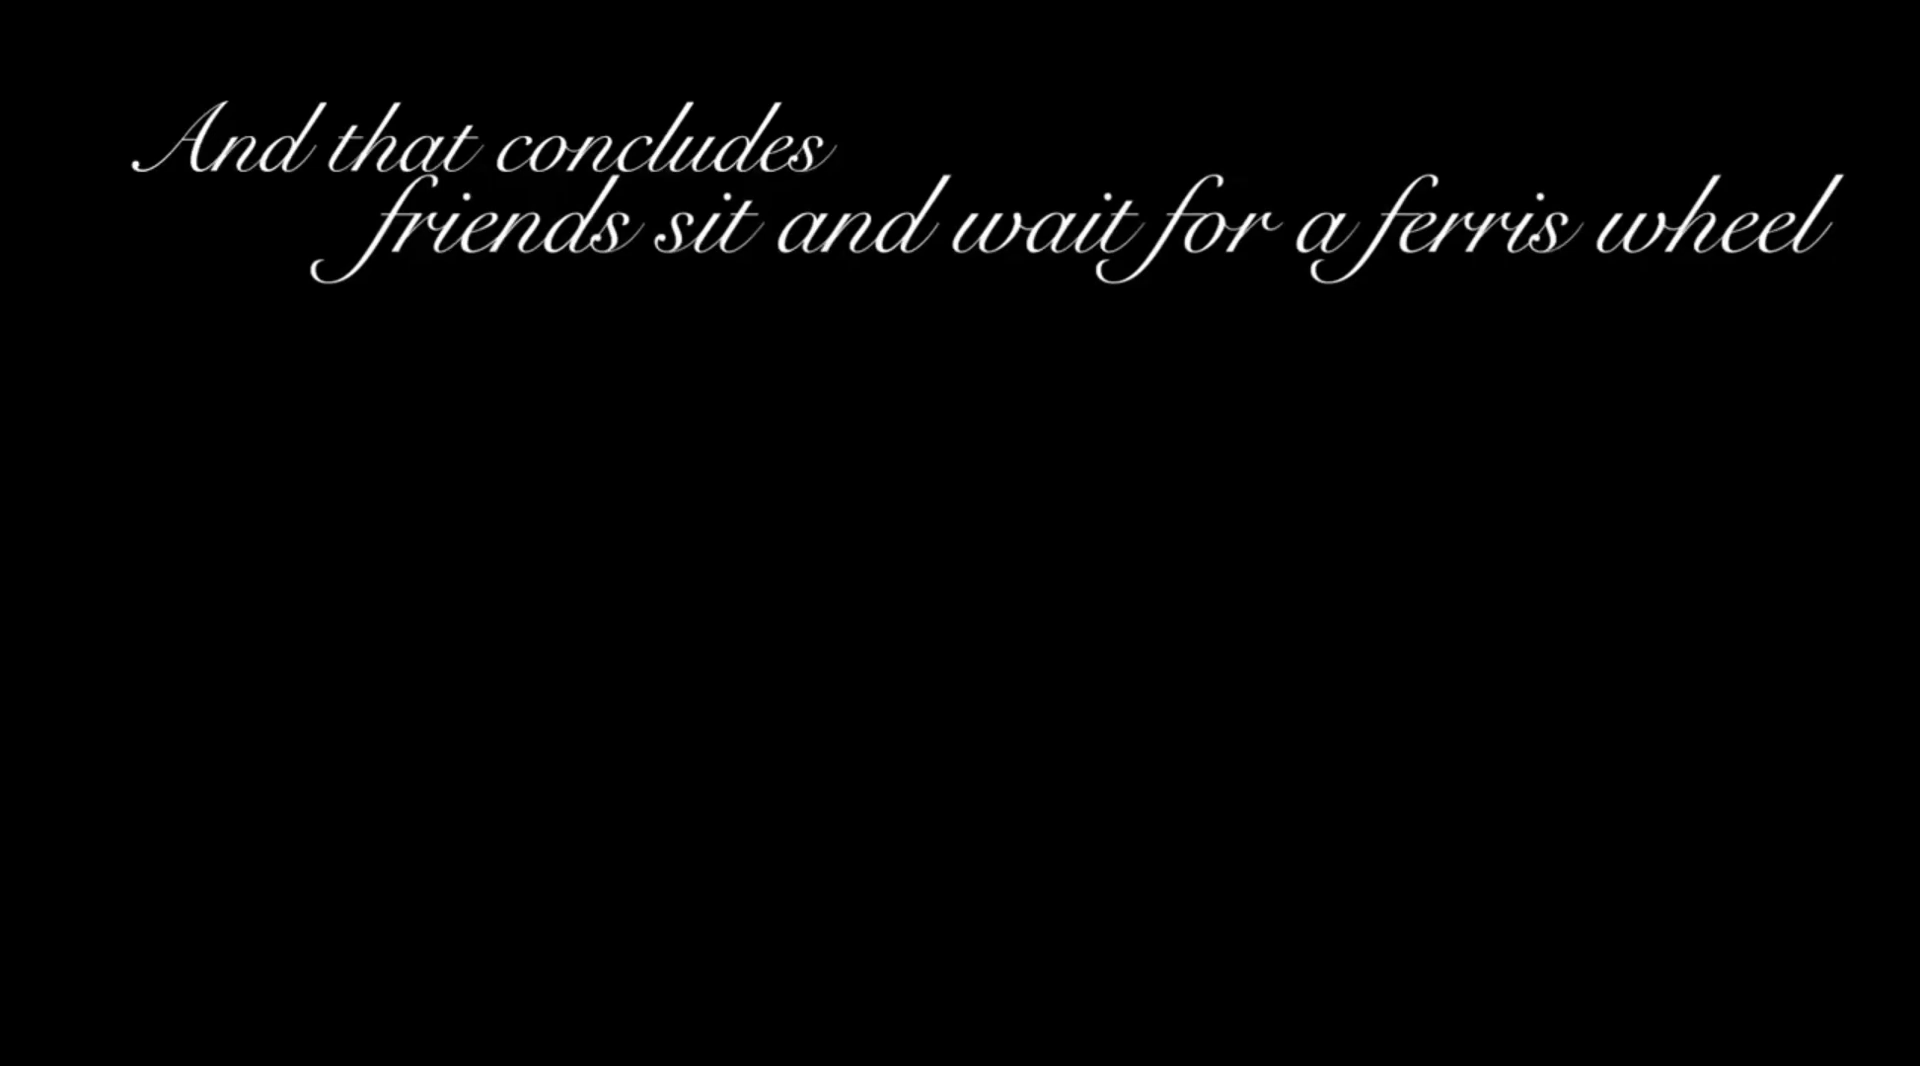 And that concludes
friends sit and wait for a ferris wheel